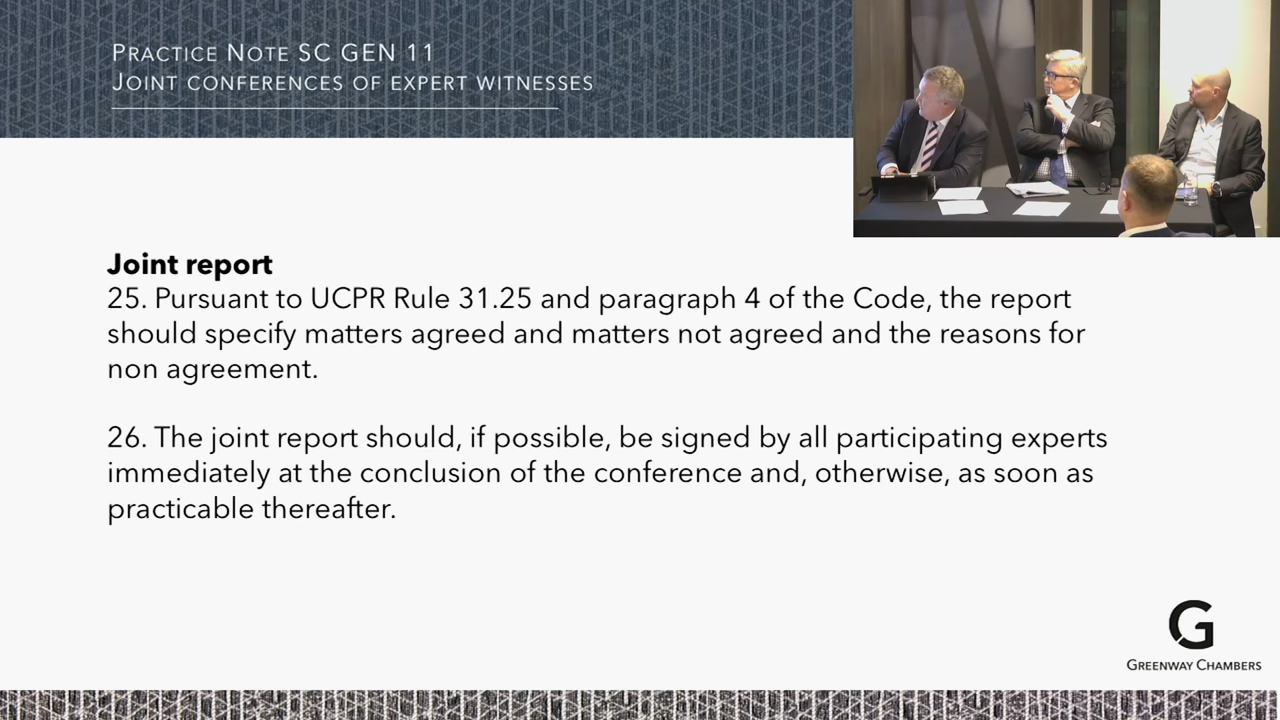 PRACTICE NOTE SC GEN 11
JOINT CONFERENCES OF EXPERT WITNESSES
Joint report
25. Pursuant to UCPR Rule 31.25 and paragraph 4 of the Code, the report
should specify matters agreed and matters not agreed and the reasons for
non agreement.
26. The joint report should, if possible, be signed by all participating experts
immediately at the conclusion of the conference and, otherwise, as soon as
practicable thereafter.
G
GREENWAY CHAMBERS